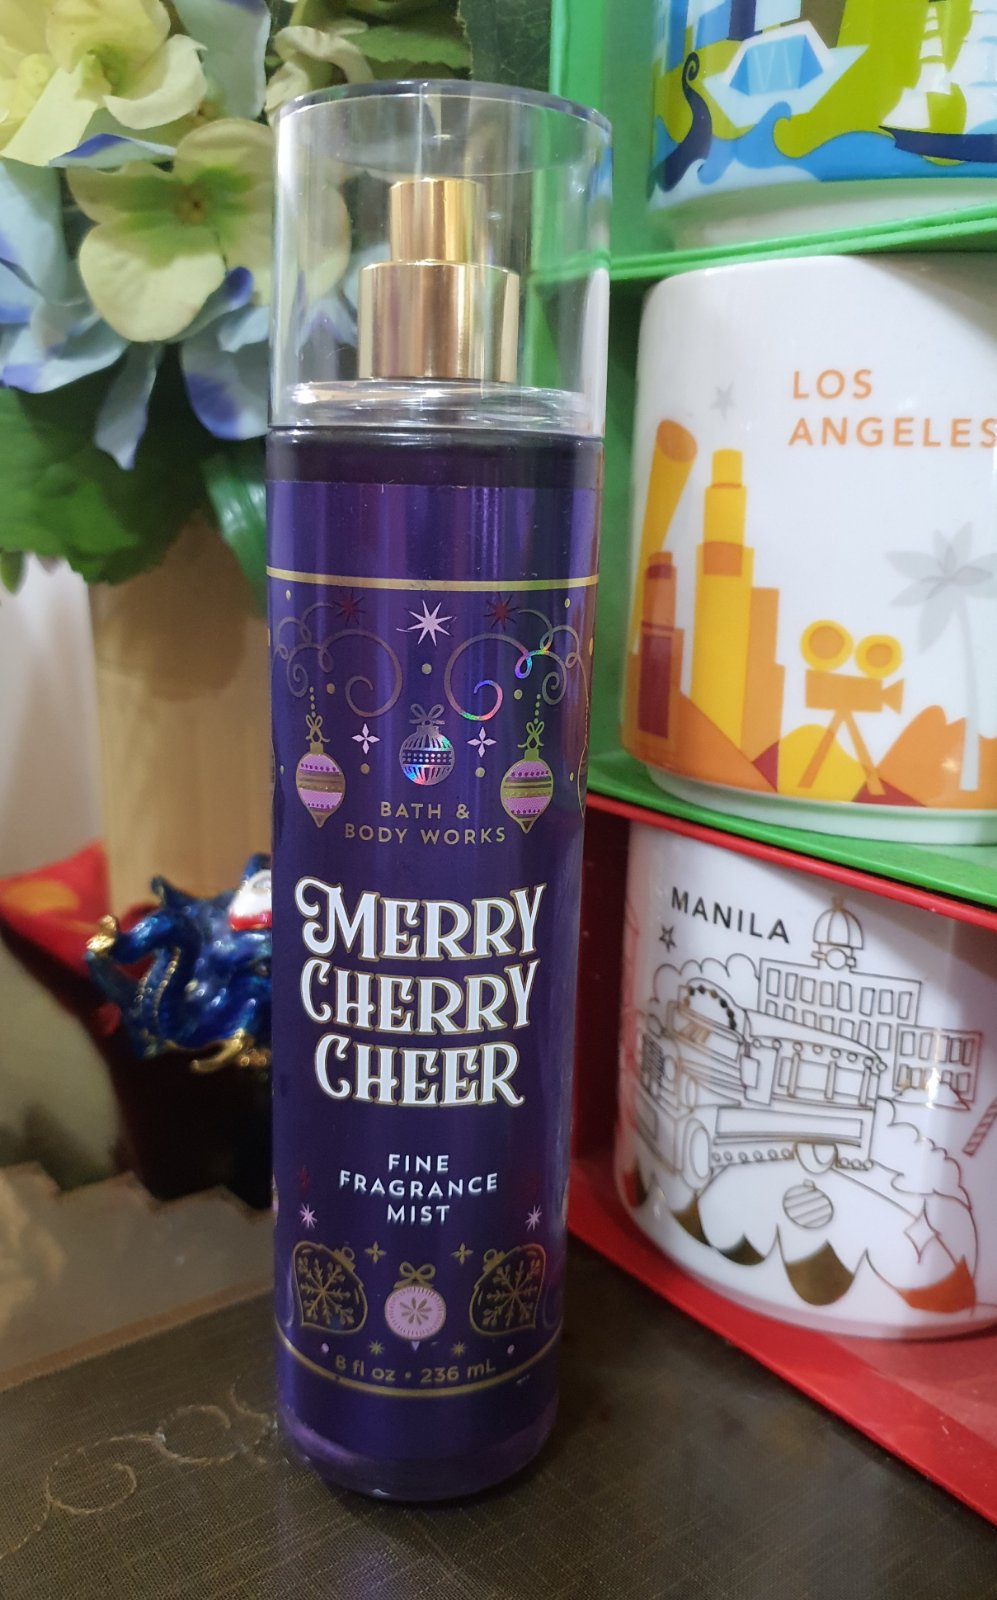 BATH &
BODY WORKS
MERRY
CHERRY
CHEER
FINE
FRAGRANCE
MIST
8 fl oz • 236 mL
LOS
ANGELES
MANILA